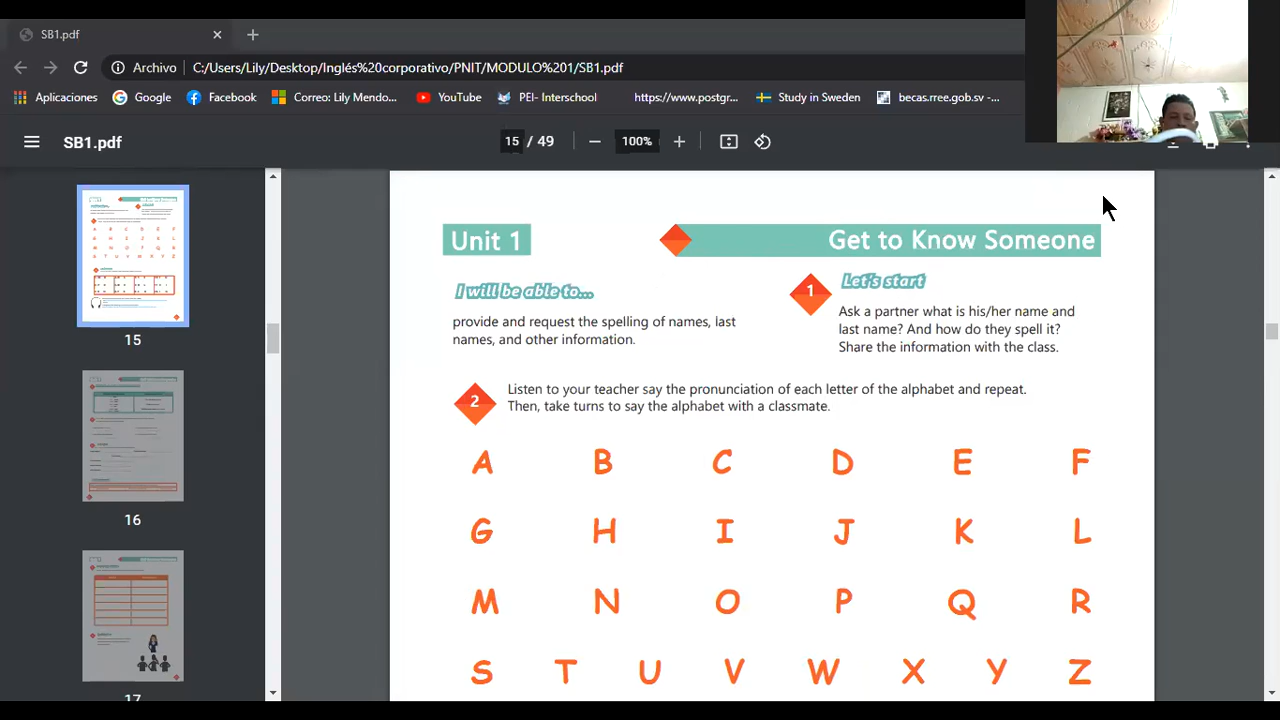 SB1.pdf
Archivo C:/Users/Lily/Desktop/Inglés%20corporativo/PNIT/MODULO%201/SB1.pdf
Aplicaciones Google Facebook Correo: Lily Mendo... YouTube PEI- Interschool https://www.postgr... Study in Sweden becas.rree.gob.sv -...
SB1.pdf 15 / 49 100%
15
16
17
Unit 1 Get to Know Someone
I will be able to...
provide and request the spelling of names, last
names, and other information.
1 Let's start
Ask a partner what is his/her name and
last name? And how do they spell it?
Share the information with the class.
2 Listen to your teacher say the pronunciation of each letter of the alphabet and repeat.
Then, take turns to say the alphabet with a classmate.
A B C D E F
G H I J K L
M N O P Q R
S T U V W X Y Z